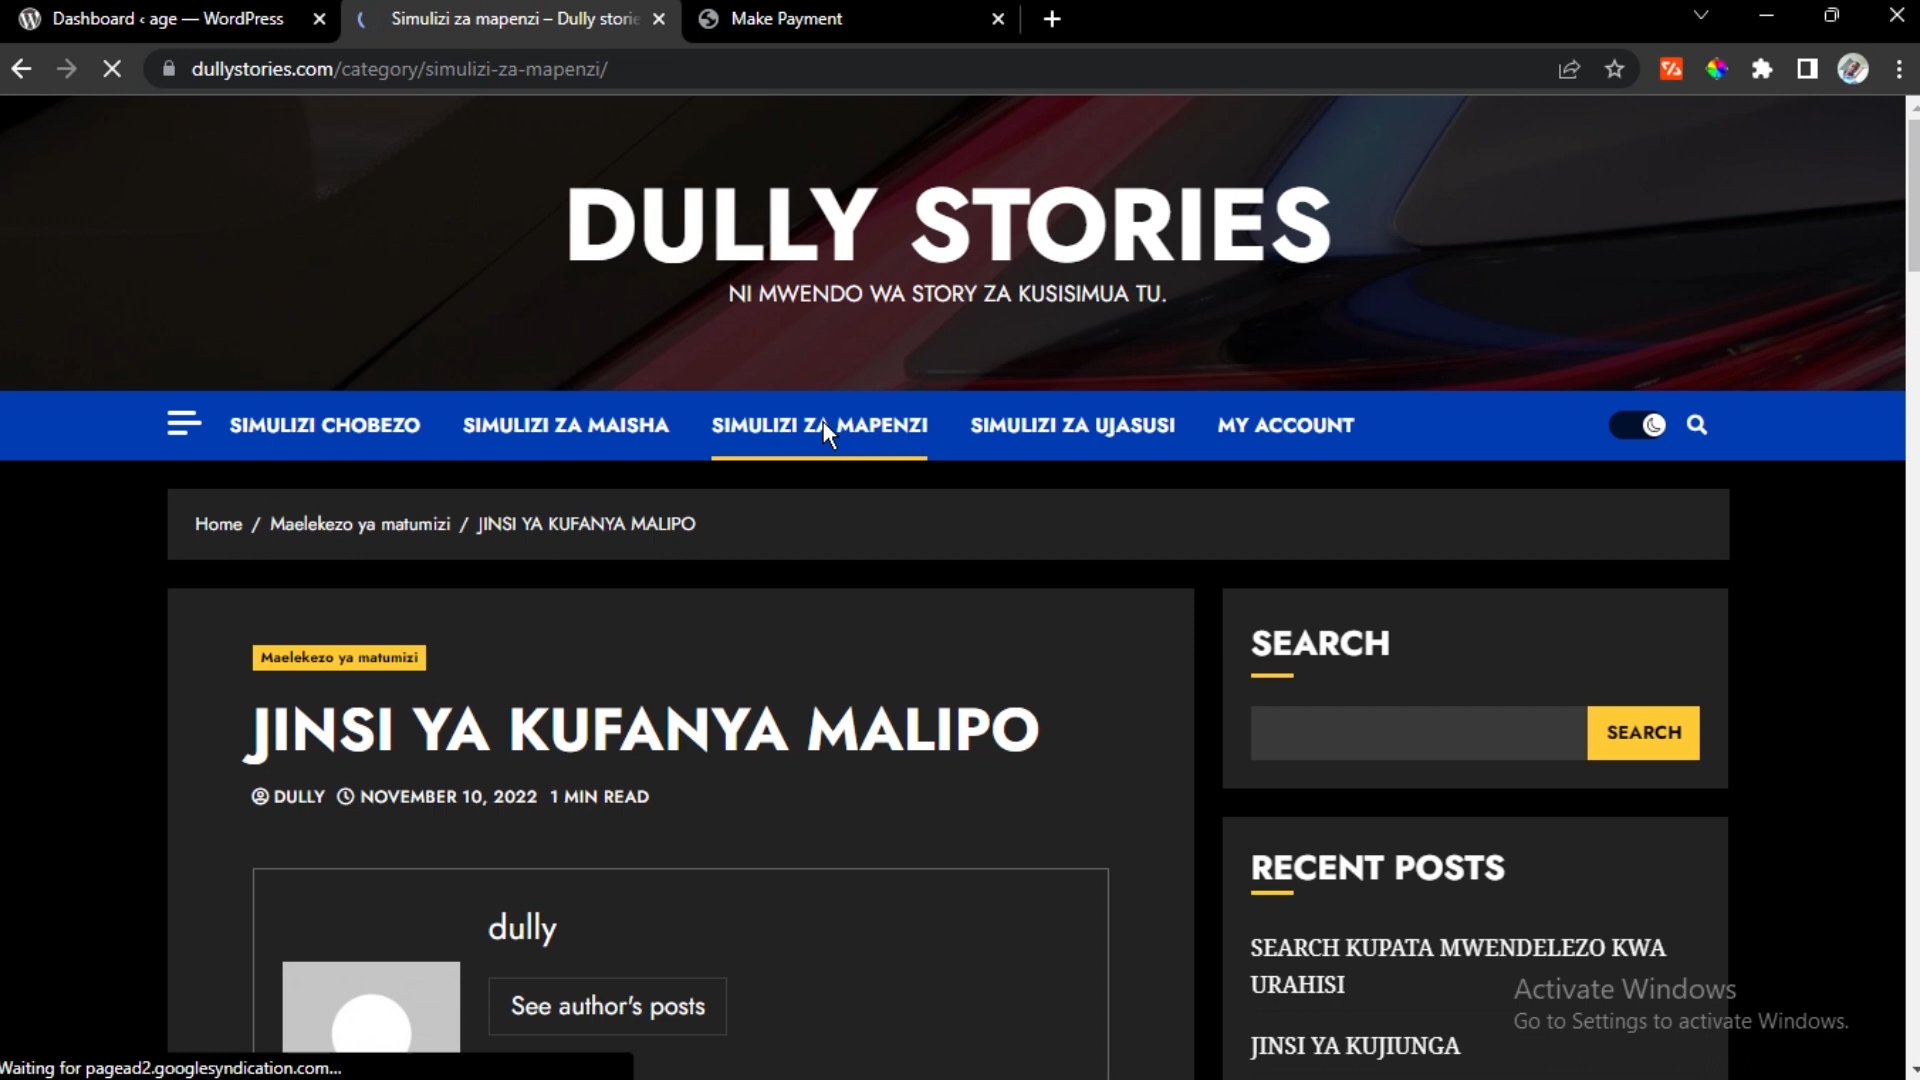 Dashboard ‹ age — WordPress
Simulizi za mapenzi – Dully storie
Make Payment
dullystories.com/category/simulizi-za-mapenzi/
DULLY STORIES
NI MWENDO WA STORY ZA KUSISIMUA TU.
SIMULIZI CHOBEZO SIMULIZI ZA MAISHA SIMULIZI ZA MAPENZI SIMULIZI ZA UJASUSI MY ACCOUNT
Home / Maelekezo ya matumizi / JINSI YA KUFANYA MALIPO
Maelekezo ya matumizi
JINSI YA KUFANYA MALIPO
DULLY NOVEMBER 10, 2022 1 MIN READ
dully
See author's posts
SEARCH
SEARCH
RECENT POSTS
SEARCH KUPATA MWENDELEZO KWA
URAHISI
JINSI YA KUJIUNGA
Activate Windows
Go to Settings to activate Windows.
Waiting for pagead2.googlesyndication.com...